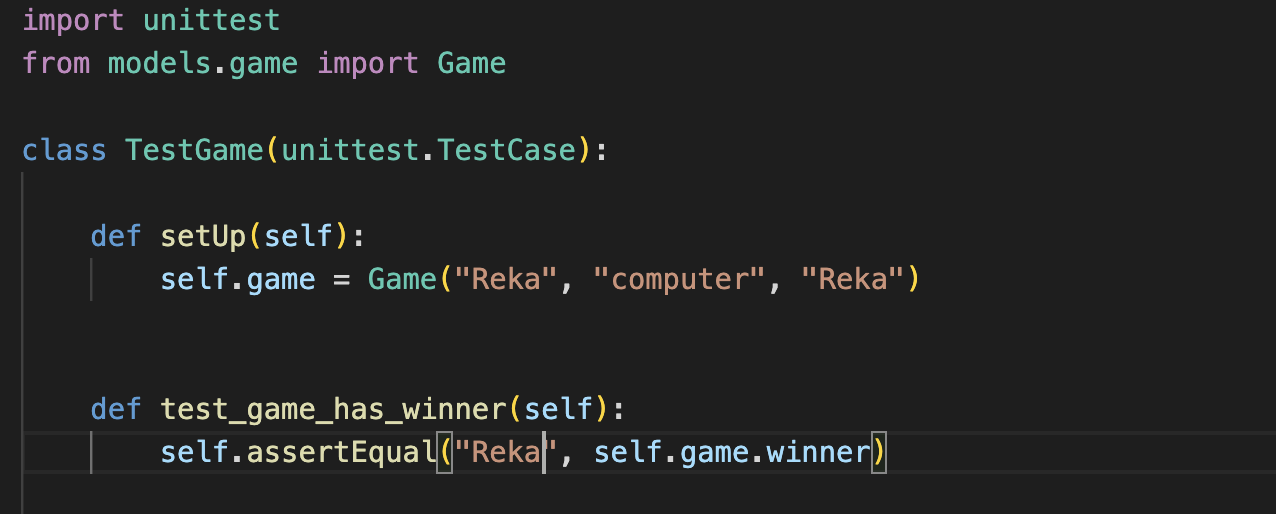 import unittest
from models.game import Game
class TestGame(unittest.TestCase):
def setUp(self):
self.game = Game("Reka", "computer", "Reka")
def test_game_has_winner(self):
self.assertEqual("Reka", self.game.winner)